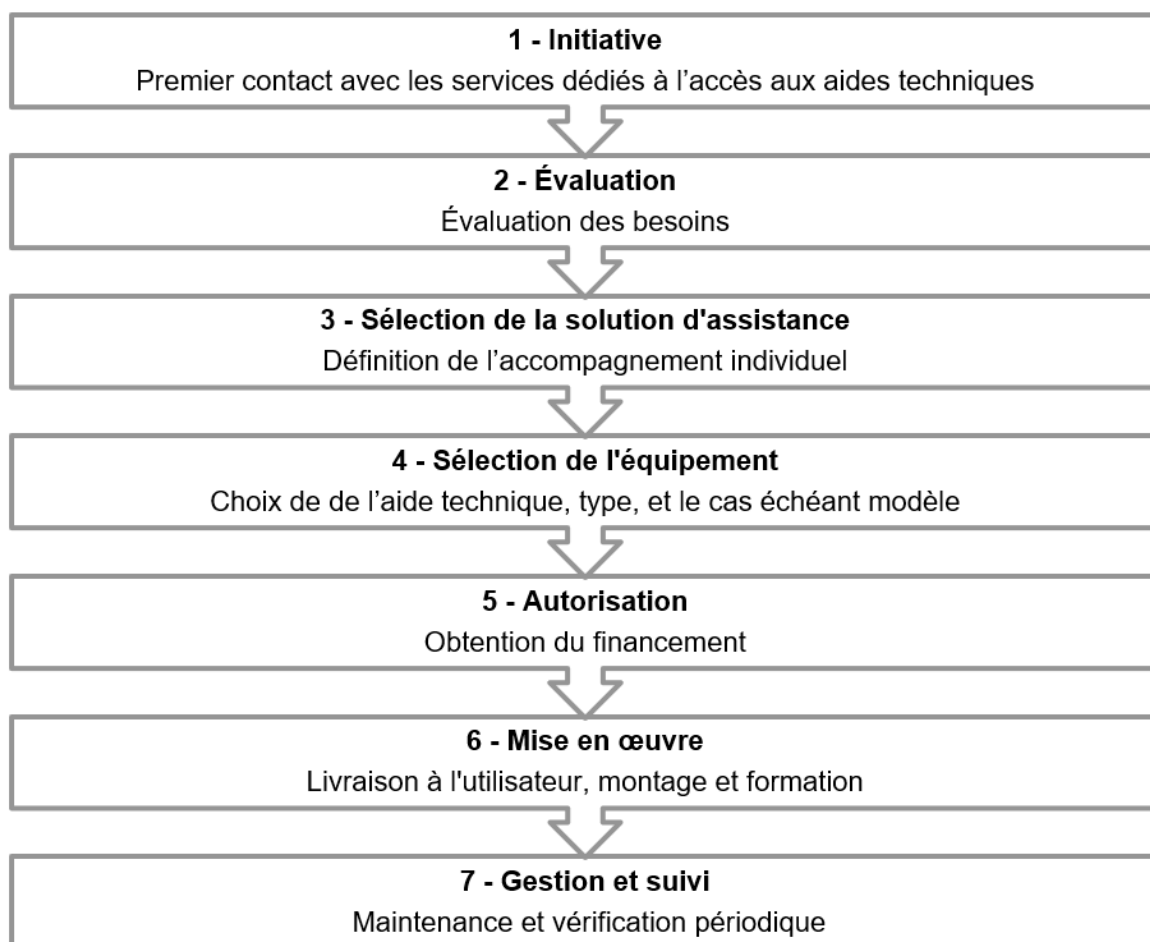 1 - Initiative
Premier contact avec les services dédiés à l’accès aux aides techniques
2 - Évaluation
Évaluation des besoins
3 - Sélection de la solution d'assistance
Définition de l’accompagnement individuel
4 - Sélection de l'équipement
Choix de de l’aide technique, type, et le cas échéant modèle
5 - Autorisation
Obtention du financement
6 - Mise en œuvre
Livraison à l'utilisateur, montage et formation
7 - Gestion et suivi
Maintenance et vérification périodique